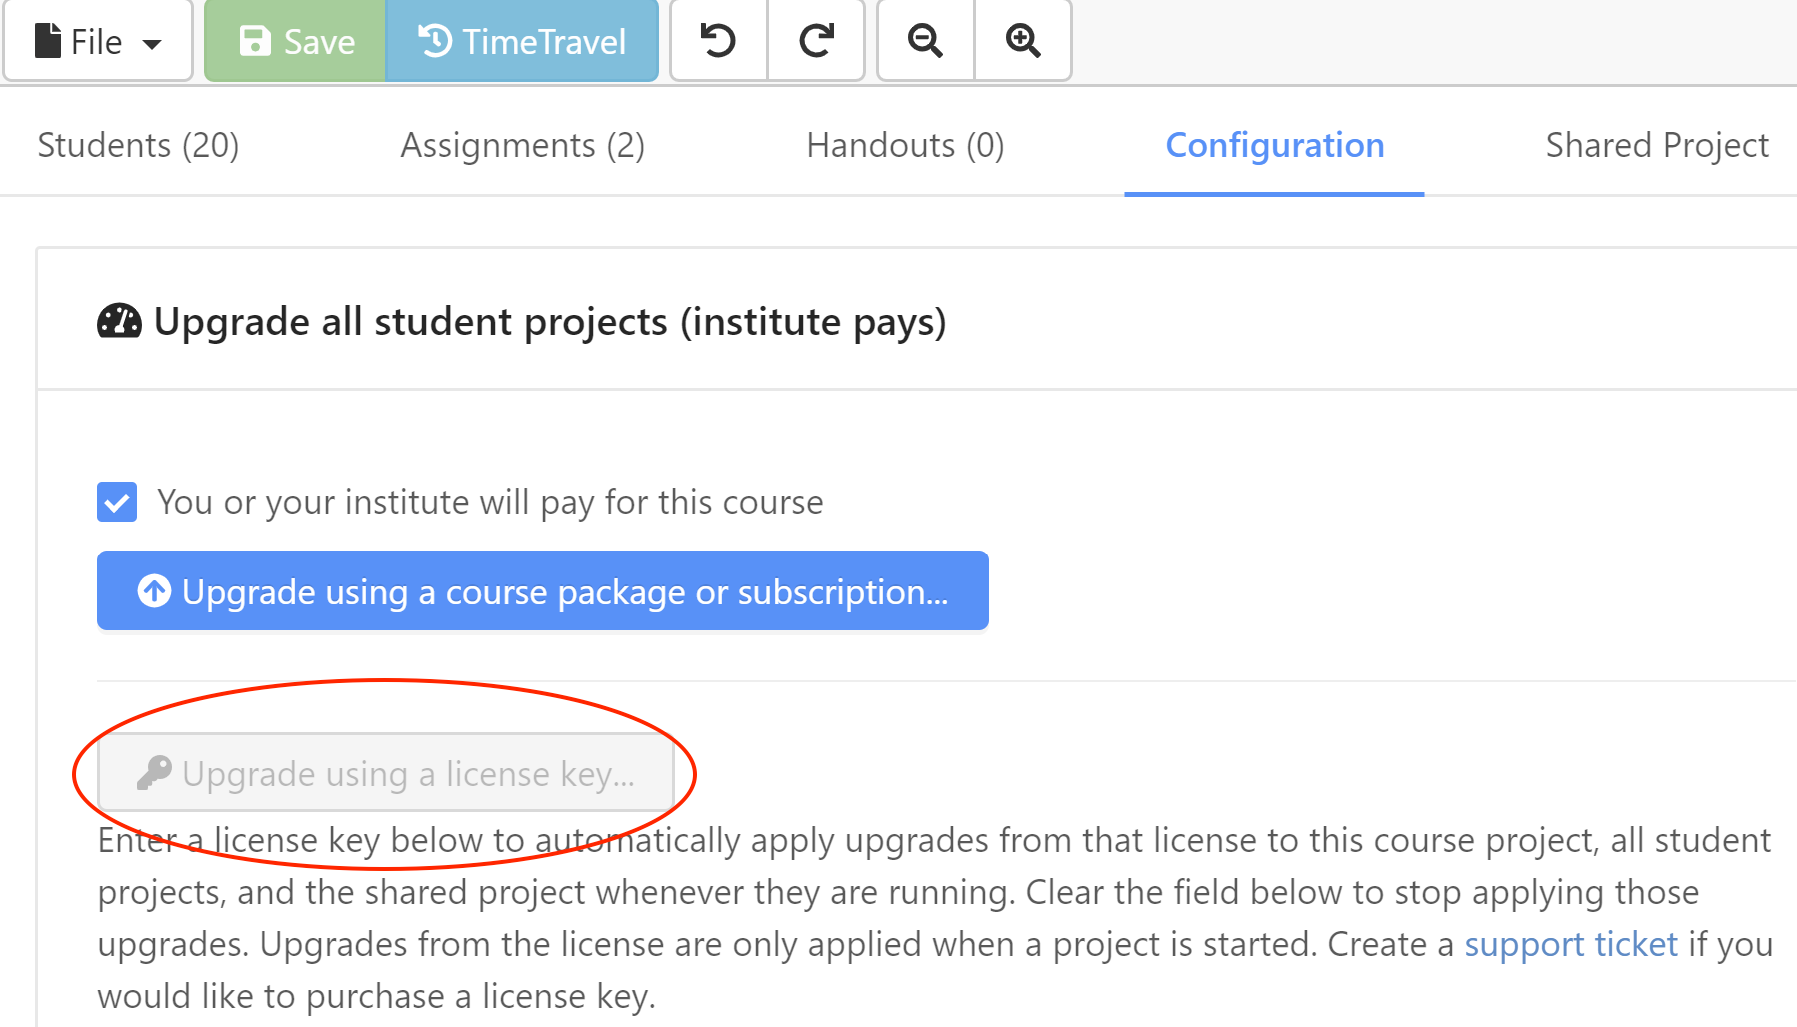 File Save TimeTravel
Students (20) Assignments (2) Handouts (0) Configuration Shared Project
Upgrade all student projects (institute pays)
You or your institute will pay for this course
Upgrade using a course package or subscription...
Upgrade using a license key...
Enter a license key below to automatically apply upgrades from that license to this course project, all student
projects, and the shared project whenever they are running. Clear the field below to stop applying those
upgrades. Upgrades from the license are only applied when a project is started. Create a support ticket if you
would like to purchase a license key.